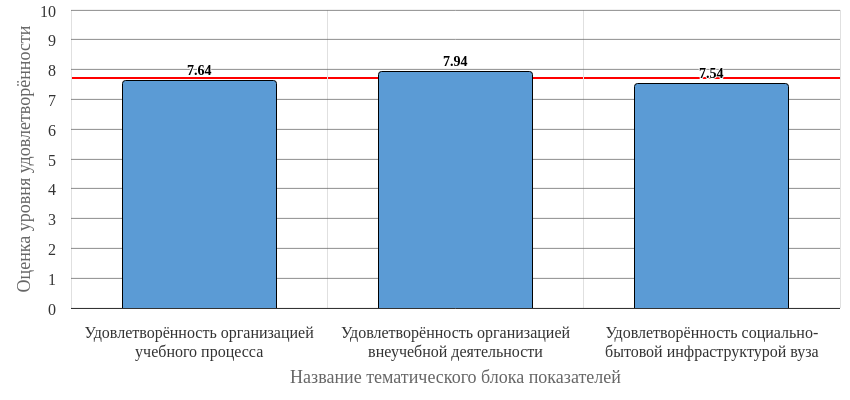 Оценка уровня удовлетворённости
10
9
8
7
6
5
4
3
2
1
0
7.64
7.94
7.54
Удовлетворённость организацией
учебного процесса
Удовлетворённость организацией
внеучебной деятельности
Удовлетворённость социально-
бытовой инфраструктурой вуза
Название тематического блока показателей